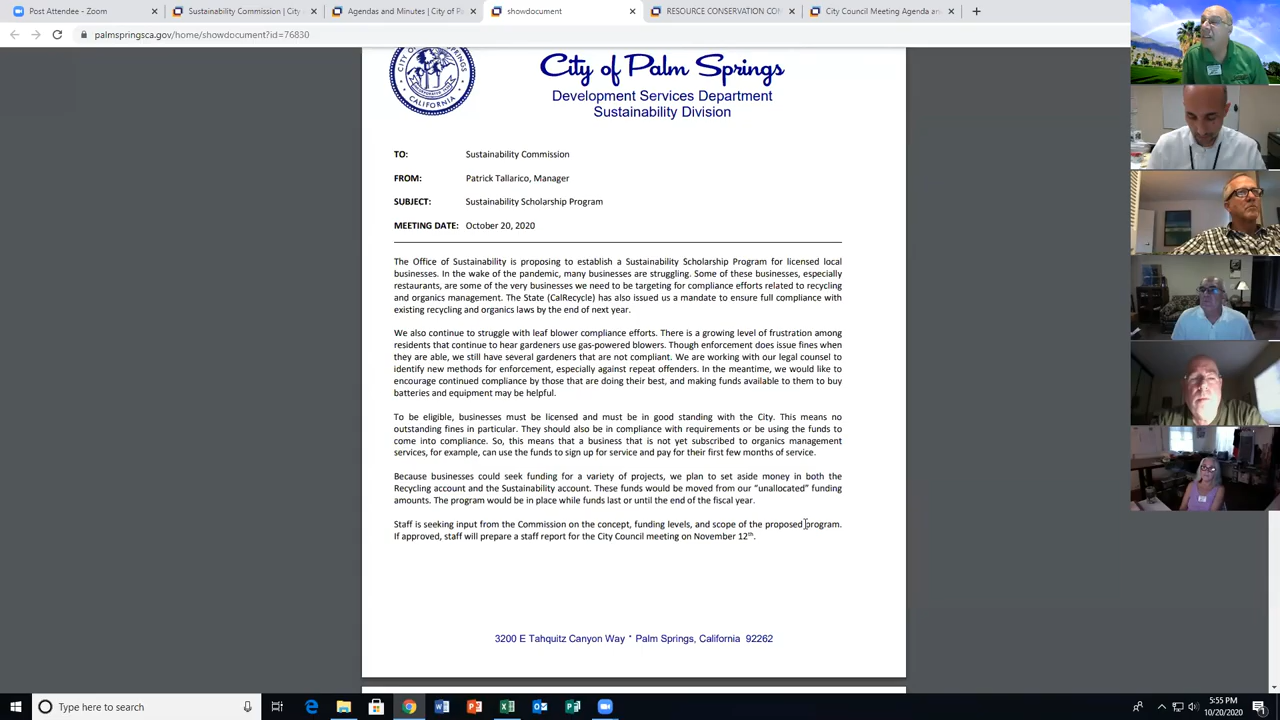 Post Attendee - Zoom
Sustainability Commission | City
Agendas and Minutes | City of Pa
showdocument
RESOURCE CONSERVATION COM
City Council Meeting Agenda an
palmspringsca.gov/home/showdocument?id=76830
City of Palm Springs
Development Services Department
Sustainability Division
TO: Sustainability Commission
FROM: Patrick Tallarico, Manager
SUBJECT: Sustainability Scholarship Program
MEETING DATE: October 20, 2020
The Office of Sustainability is proposing to establish a Sustainability Scholarship Program for licensed local
businesses. In the wake of the pandemic, many businesses are struggling. Some of these businesses, especially
restaurants, are some of the very businesses we need to be targeting for compliance efforts related to recycling
and organics management. The State (CalRecycle) has also issued us a mandate to ensure full compliance with
existing recycling and organics laws by the end of next year.
We also continue to struggle with leaf blower compliance efforts. There is a growing level of frustration among
residents that continue to hear gardeners use gas-powered blowers. Though enforcement does issue fines when
they are able, we still have several gardeners that are not compliant. We are working with our legal counsel to
identify new methods for enforcement, especially against repeat offenders. In the meantime, we would like to
encourage continued compliance by those that are doing their best, and making funds available to them to buy
batteries and equipment may be helpful.
To be eligible, businesses must be licensed and must be in good standing with the City. This means no
outstanding fines in particular. They should also be in compliance with requirements or be using the funds to
come into compliance. So, this means that a business that is not yet subscribed to organics management
services, for example, can use the funds to sign up for service and pay for their first few months of service.
Because businesses could seek funding for a variety of projects, we plan to set aside money in both the
Recycling account and the Sustainability account. These funds would be moved from our “unallocated” funding
amounts. The program would be in place while funds last or until the end of the fiscal year.
Staff is seeking input from the Commission on the concept, funding levels, and scope of the proposed program.
If approved, staff will prepare a staff report for the City Council meeting on November 12th.
3200 E Tahquitz Canyon Way * Palm Springs, California 92262
Type here to search
5:55 PM
10/20/2020